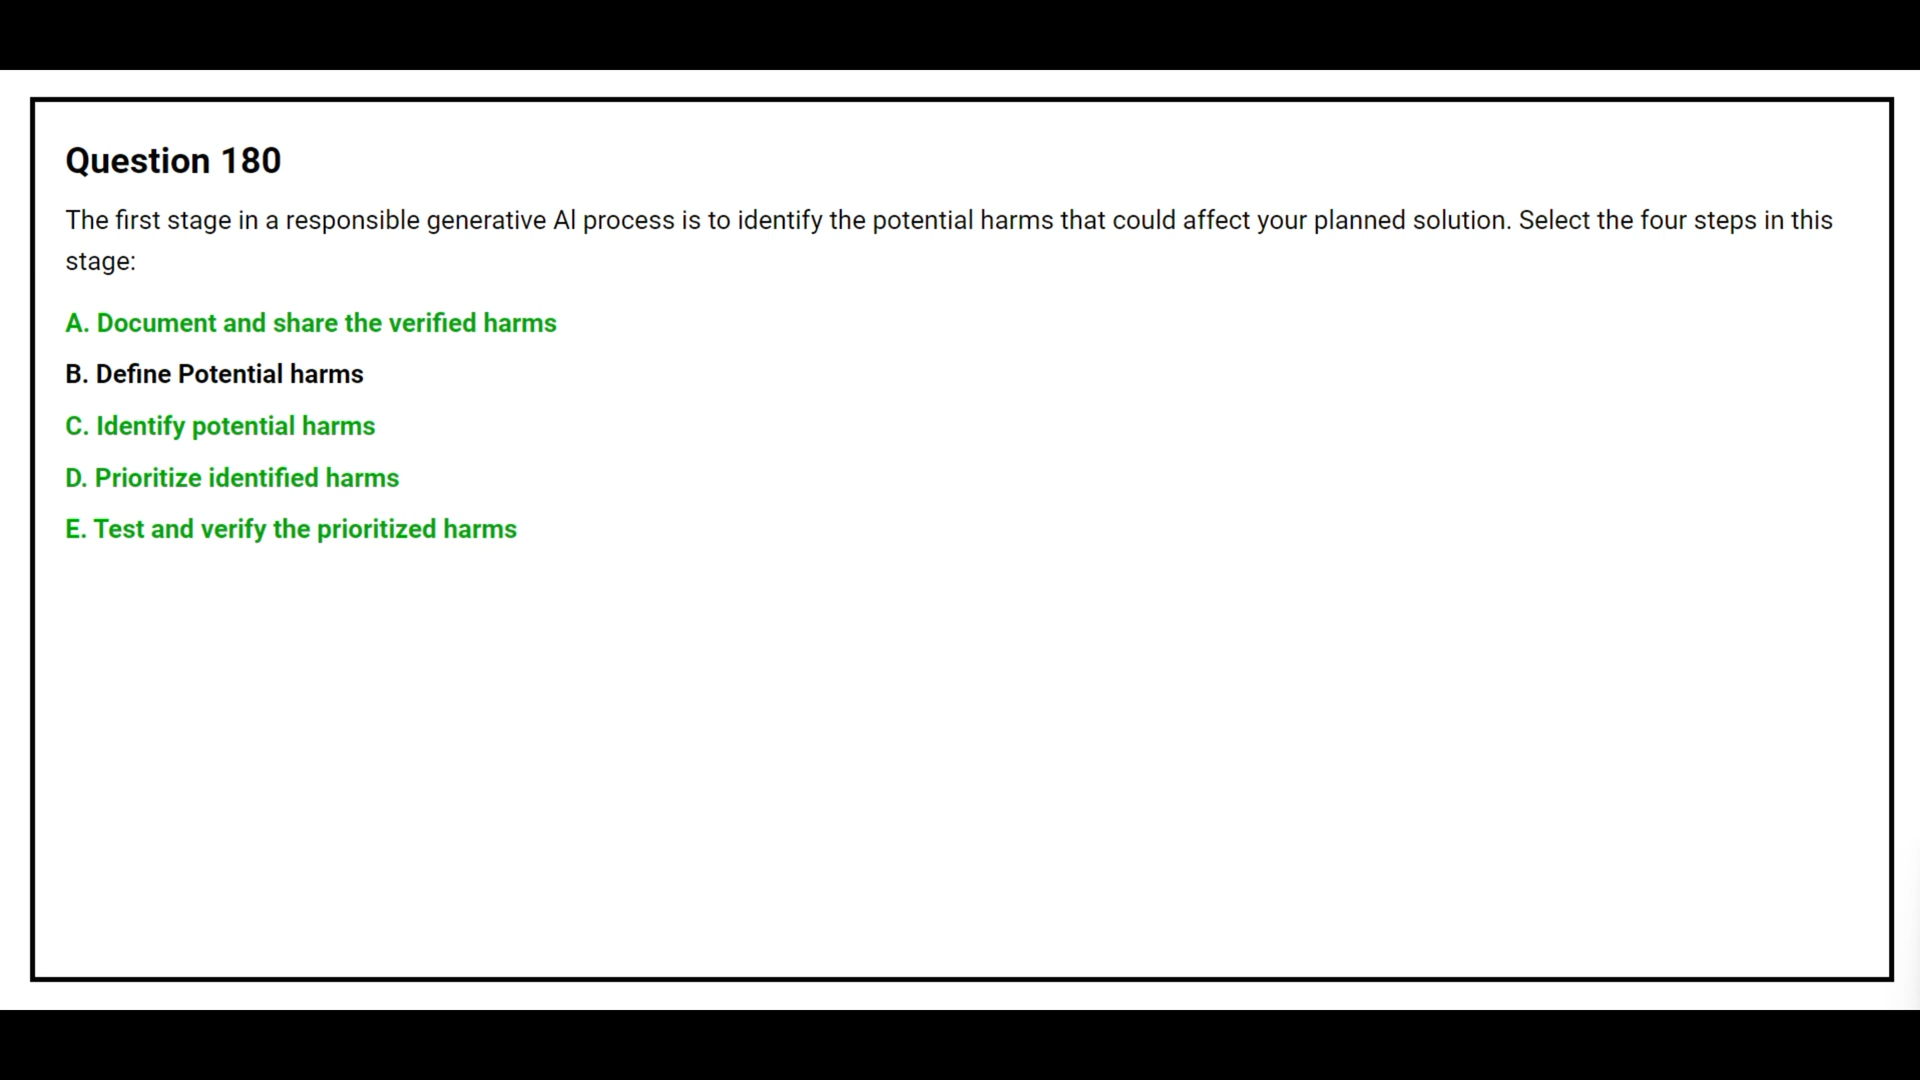 Question 180
The first stage in a responsible generative AI process is to identify the potential harms that could affect your planned solution. Select the four steps in this
stage:
A. Document and share the verified harms
B. Define Potential harms
C. Identify potential harms
D. Prioritize identified harms
E. Test and verify the prioritized harms